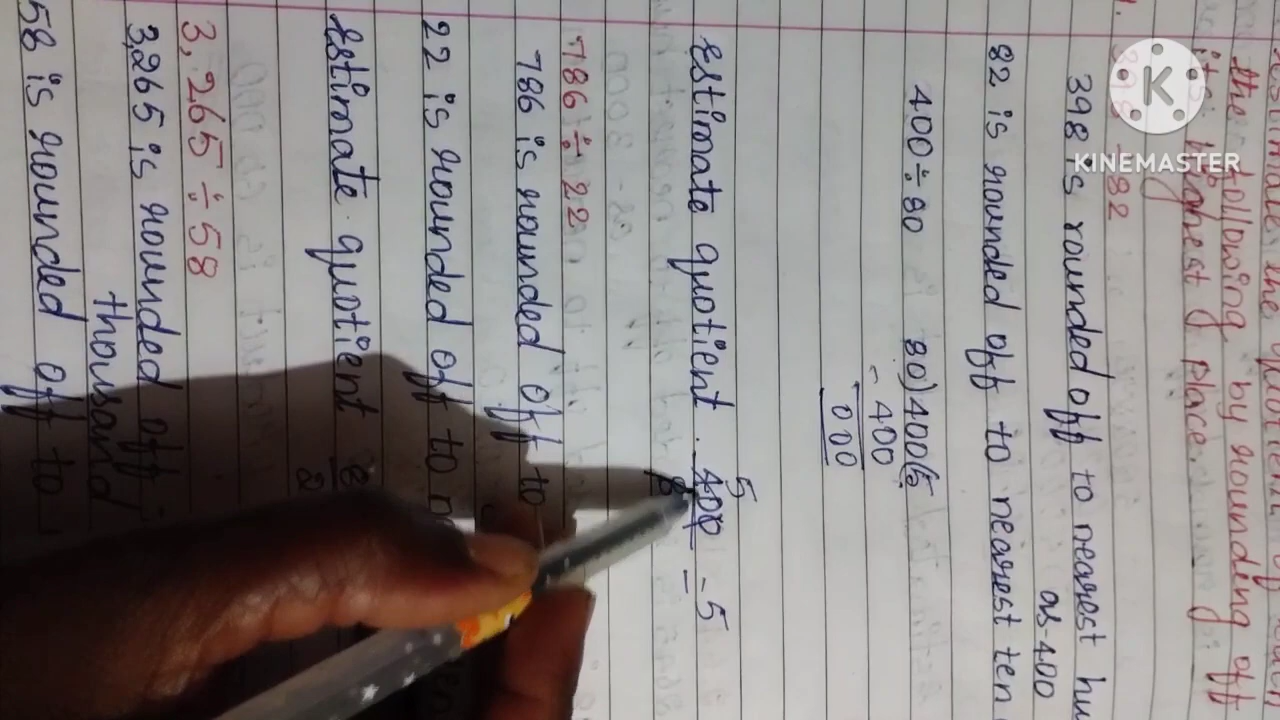 the following by rounding off
its highest place
398 ÷ 82
KINEMASTER
398 is rounded off to nearest hu
as 400
82 is rounded off to nearest ten
400 ÷ 80 80)400(5
- 400
000
5
estimate quotient . 400 = 5
786 ÷ 22
786 is rounded off to
22 is rounded off to
estimate quotient
3,265 ÷ 58
3,265 is rounded off
thousand
58 is rounded off to